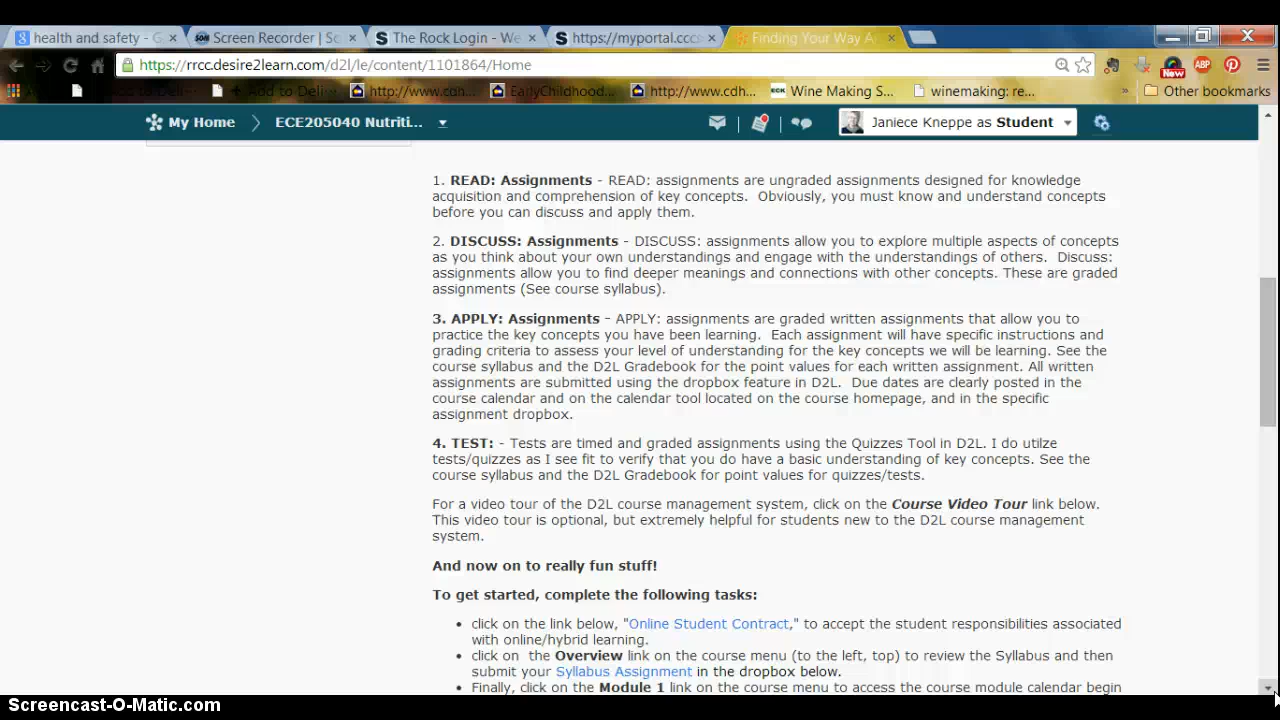 health and safety - G
Screen Recorder | Sc
The Rock Login - We
https://myportal.cccs
Finding Your Way A
https://rrcc.desire2learn.com/d2l/le/content/1101864/Home
New
ABP
Add to Deli
+ Add to Deli...
http://www.cdh...
EarlyChildhood...
http://www.cdh...
ECK
Wine Making S...
winemaking: re...
»
Other bookmarks
My Home
ECE205040 Nutriti...
Janiece Kneppe as Student
1. READ: Assignments - READ: assignments are ungraded assignments designed for knowledge
acquisition and comprehension of key concepts.  Obviously, you must know and understand concepts
before you can discuss and apply them.
2. DISCUSS: Assignments - DISCUSS: assignments allow you to explore multiple aspects of concepts
as you think about your own understandings and engage with the understandings of others.  Discuss:
assignments allow you to find deeper meanings and connections with other concepts. These are graded
assignments (See course syllabus).
3. APPLY: Assignments - APPLY: assignments are graded written assignments that allow you to
practice the key concepts you have been learning.  Each assignment will have specific instructions and
grading criteria to assess your level of understanding for the key concepts we will be learning. See the
course syllabus and the D2L Gradebook for the point values for each written assignment. All written
assignments are submitted using the dropbox feature in D2L.  Due dates are clearly posted in the
course calendar and on the calendar tool located on the course homepage, and in the specific
assignment dropbox.
4. TEST: - Tests are timed and graded assignments using the Quizzes Tool in D2L. I do utilze
tests/quizzes as I see fit to verify that you do have a basic understanding of key concepts. See the
course syllabus and the D2L Gradebook for point values for quizzes/tests.
For a video tour of the D2L course management system, click on the Course Video Tour link below.
This video tour is optional, but extremely helpful for students new to the D2L course management
system.
And now on to really fun stuff!
To get started, complete the following tasks:
• click on the link below, "Online Student Contract," to accept the student responsibilities associated
with online/hybrid learning.
• click on  the Overview link on the course menu (to the left, top) to review the Syllabus and then
submit your Syllabus Assignment in the dropbox below.
• Finally, click on the Module 1 link on the course menu to access the course module calendar begin
Screencast-O-Matic.com